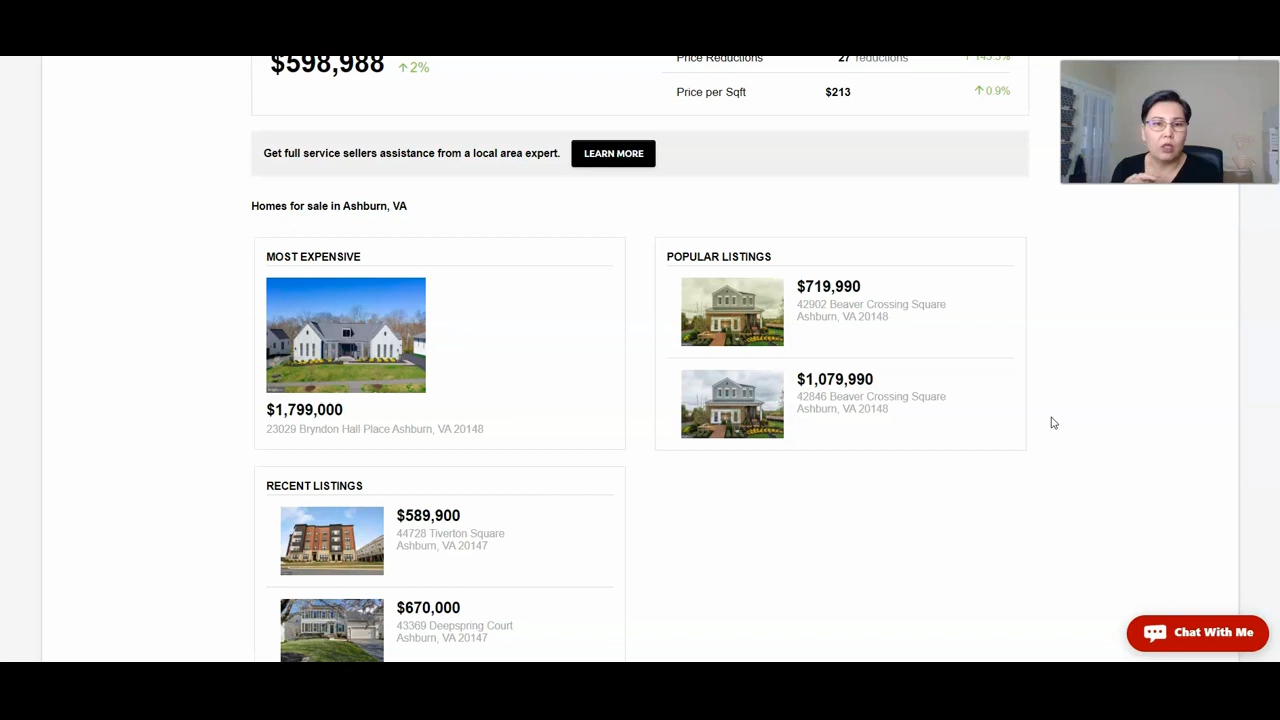 $598,988 2%
Price Reductions 27 reductions
Price per Sqft $213 0.9%
Get full service sellers assistance from a local area expert. LEARN MORE
Homes for sale in Ashburn, VA
MOST EXPENSIVE
$1,799,000
23029 Bryndon Hall Place Ashburn, VA 20148
POPULAR LISTINGS
$719,990
42902 Beaver Crossing Square
Ashburn, VA 20148
$1,079,990
42846 Beaver Crossing Square
Ashburn, VA 20148
RECENT LISTINGS
$589,900
44728 Tiverton Square
Ashburn, VA 20147
$670,000
43369 Deepspring Court
Ashburn, VA 20147
Chat With Me